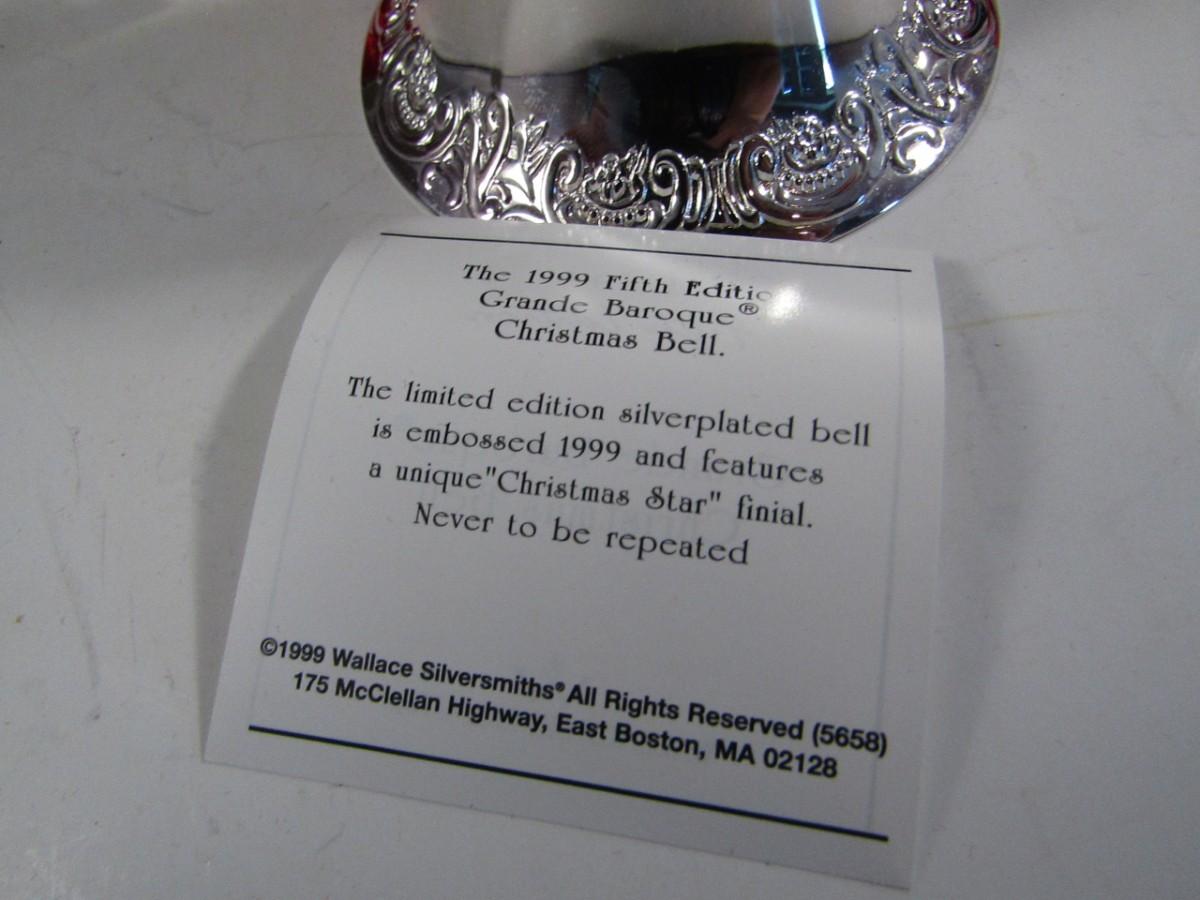 The 1999 Fifth Editio
Grande Baroque®
Christmas Bell.
The limited edition silverplated bell
is embossed 1999 and features
a unique"Christmas Star" finial.
Never to be repeated
©1999 Wallace Silversmiths® All Rights Reserved (5658)
175 McClellan Highway, East Boston, MA 02128